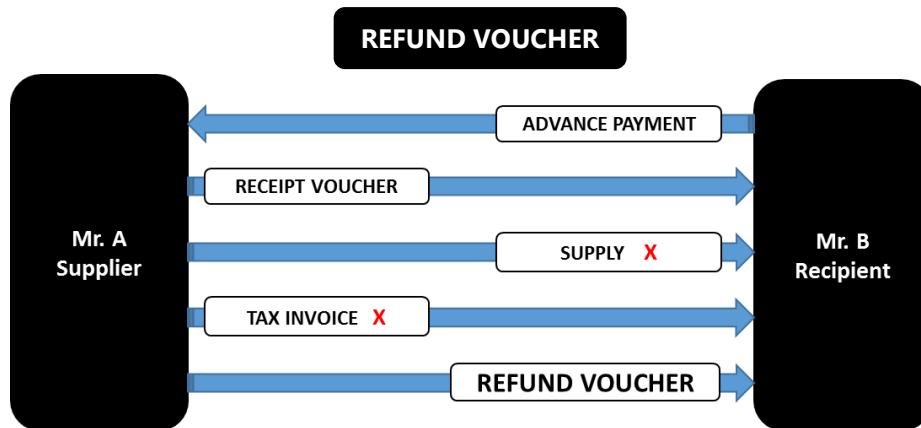 REFUND VOUCHER
ADVANCE PAYMENT
RECEIPT VOUCHER
Mr. A
Supplier
SUPPLY X
Mr. B
Recipient
TAX INVOICE X
REFUND VOUCHER